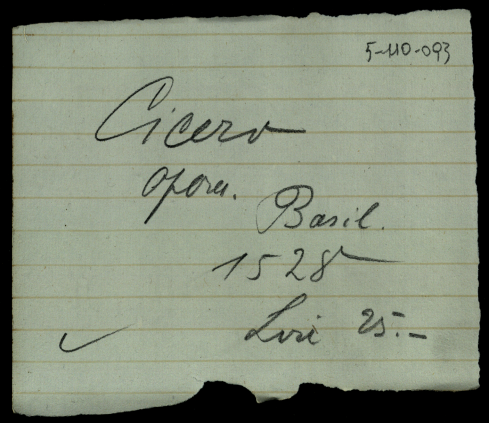 5-110-093
Cicero
opera.
Basil.
1528
Lire 25.–